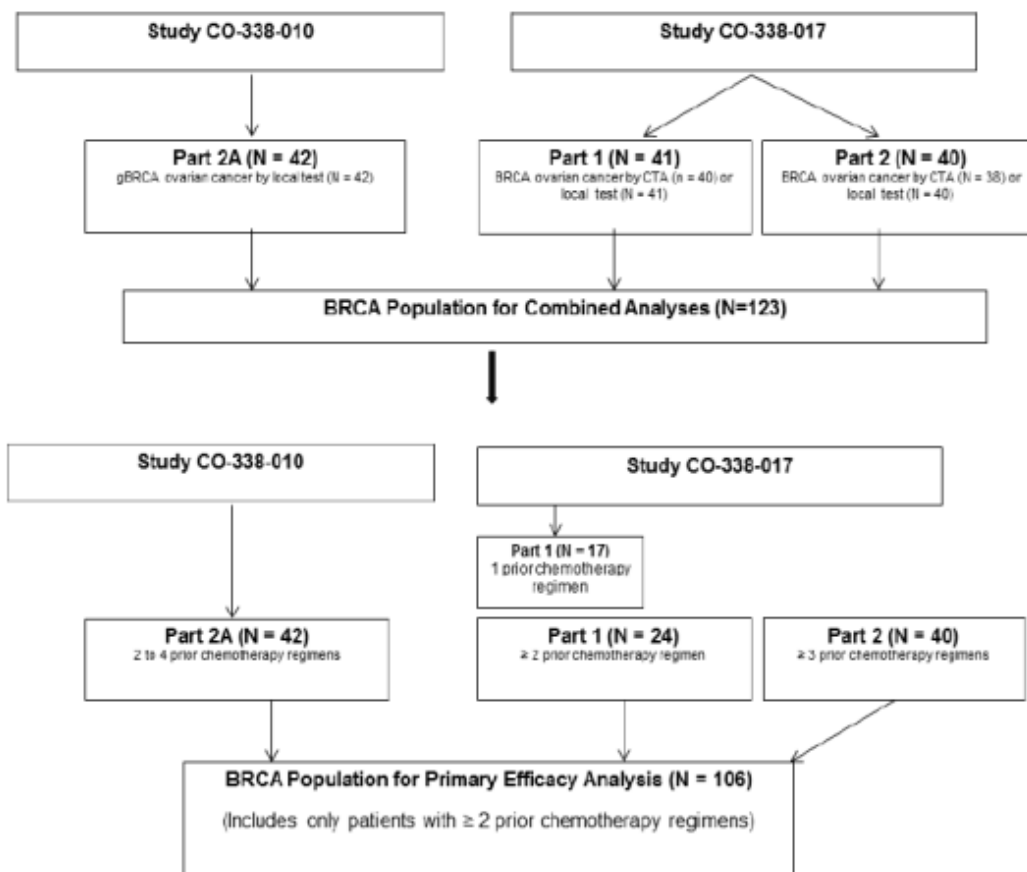 Study CO-338-010
Study CO-338-017
Part 2A (N = 42)
gBRCA ovarian cancer by local test (N = 42)
Part 1 (N = 41)
BRCA ovarian cancer by CTA (n = 40) or
local test (N = 41)
Part 2 (N = 40)
BRCA ovarian cancer by CTA (N = 38) or
local test (N = 40)
BRCA Population for Combined Analyses (N=123)
Study CO-338-010
Study CO-338-017
Part 1 (N = 17)
1 prior chemotherapy
regimen
Part 2A (N = 42)
2 to 4 prior chemotherapy regimens
Part 1 (N = 24)
≥ 2 prior chemotherapy regimen
Part 2 (N = 40)
≥ 3 prior chemotherapy regimens
BRCA Population for Primary Efficacy Analysis (N = 106)
(Includes only patients with ≥ 2 prior chemotherapy regimens)